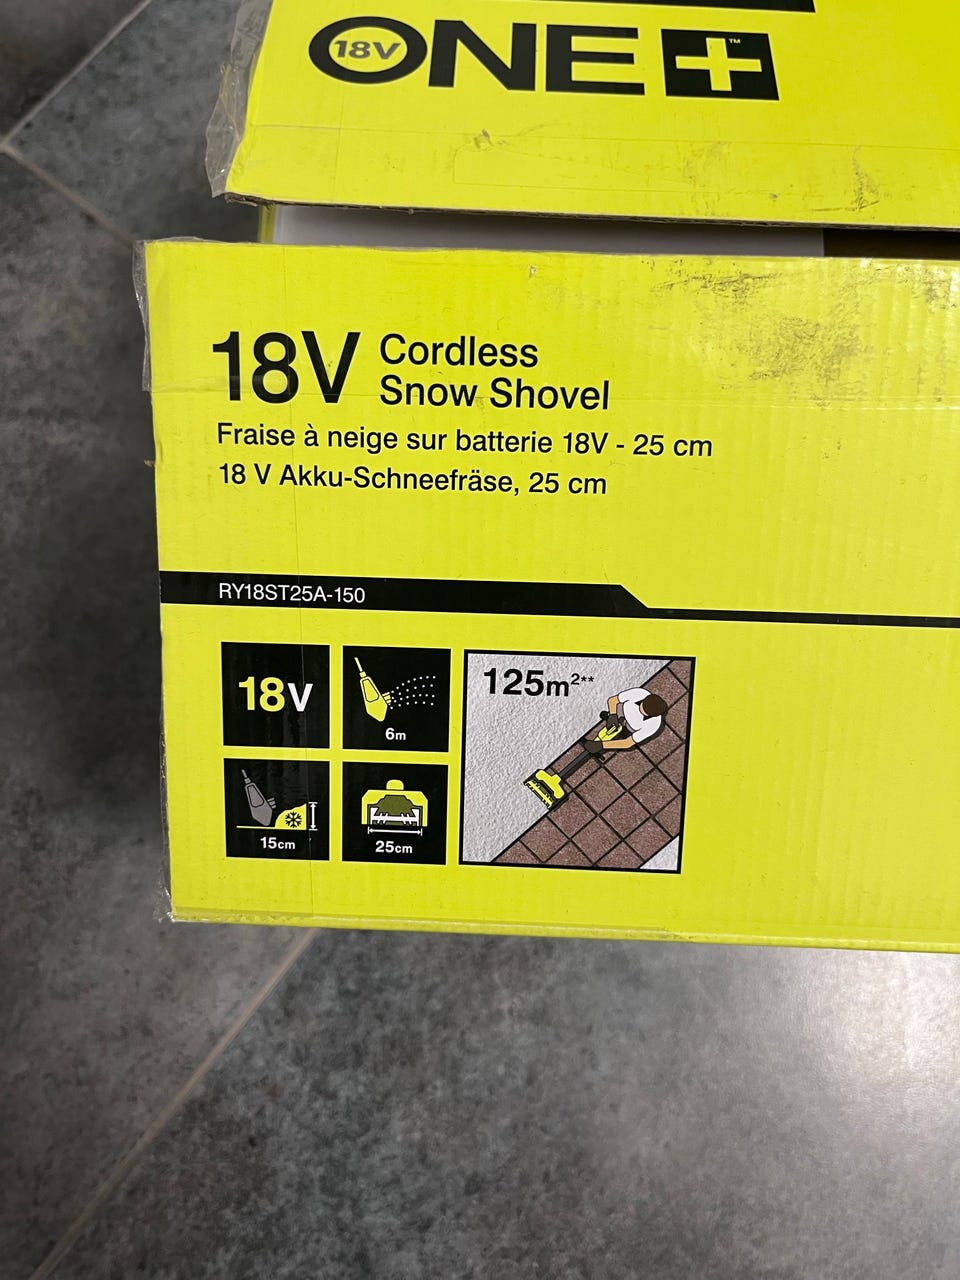 18V ONE+™
18V Cordless
Snow Shovel
Fraise à neige sur batterie 18V - 25 cm
18 V Akku-Schneefräse, 25 cm
RY18ST25A-150
18V
6m
125m²**
15cm
25cm